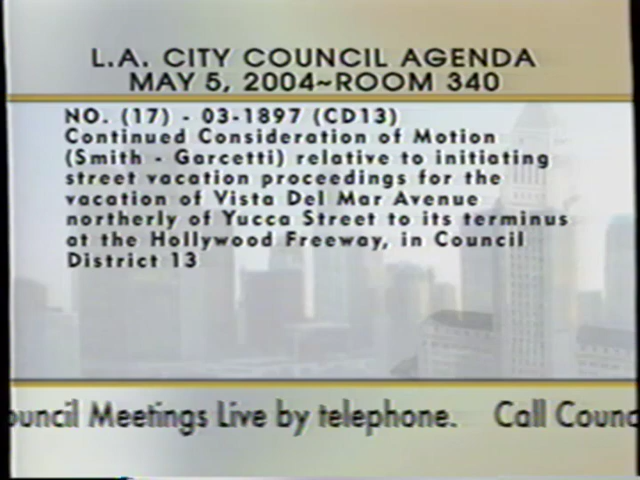 L.A. CITY COUNCIL AGENDA
MAY 5, 2004~ROOM 340
NO. (17) - 03-1897 (CD13)
Continued Consideration of Motion
(Smith - Garcetti) relative to initiating
street vacation proceedings for the
vacation of Vista Del Mar Avenue
northerly of Yucca Street to its terminus
at the Hollywood Freeway, in Council
District 13
ouncil Meetings Live by telephone. Call Counc